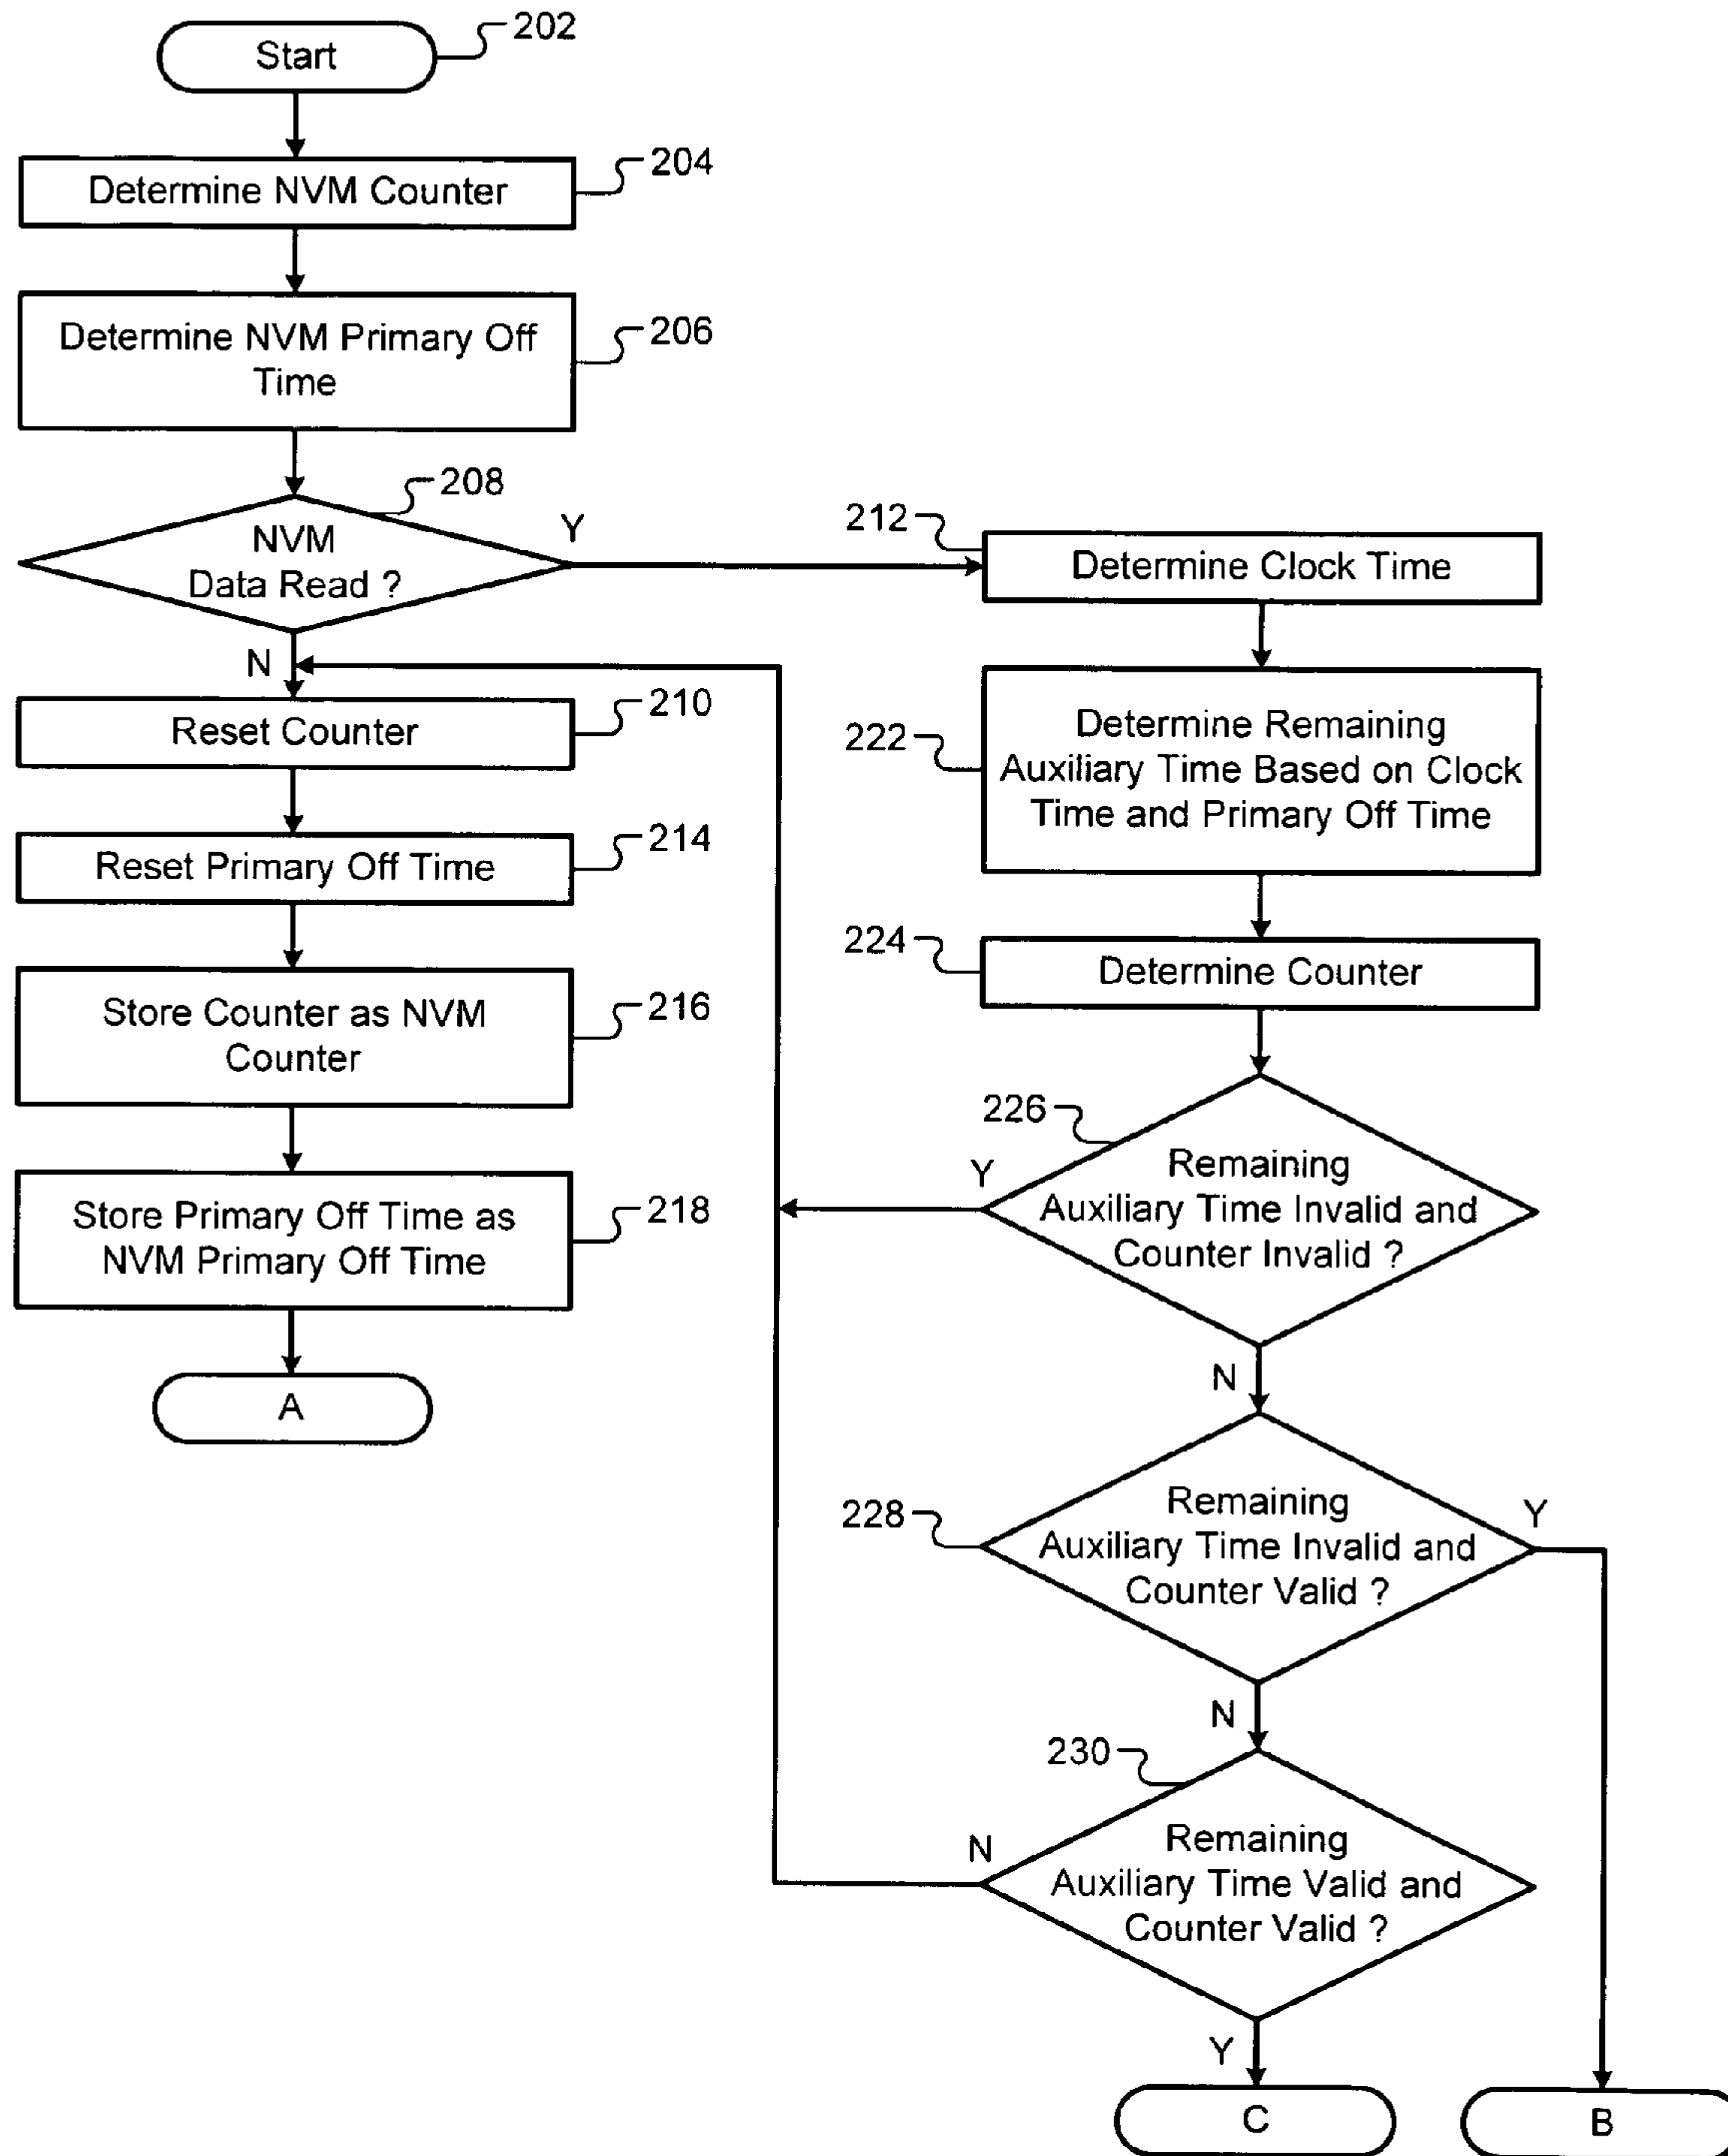 Start
202
Determine NVM Counter
204
Determine NVM Primary Off
Time
206
NVM
Data Read ?
208
Y
N
Reset Counter
210
Reset Primary Off Time
214
Store Counter as NVM
Counter
216
Store Primary Off Time as
NVM Primary Off Time
218
A
212
Determine Clock Time
222
Determine Remaining
Auxiliary Time Based on Clock
Time and Primary Off Time
224
Determine Counter
226
Remaining
Auxiliary Time Invalid and
Counter Invalid ?
Y
N
228
Remaining
Auxiliary Time Invalid and
Counter Valid ?
Y
N
230
Remaining
Auxiliary Time Valid and
Counter Valid ?
N
Y
C
B